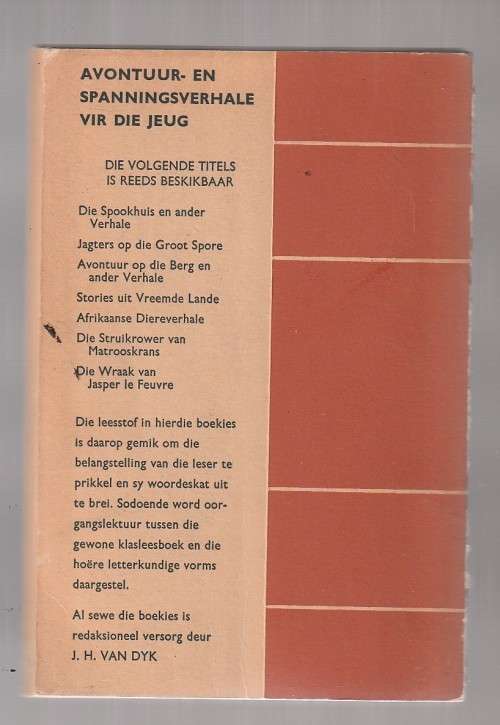 AVONTUUR- EN
SPANNINGSVERHALE
VIR DIE JEUG
DIE VOLGENDE TITELS
IS REEDS BESKIKBAAR
Die Spookhuis en ander
Verhale
Jagters op die Groot Spore
Avontuur op die Berg en
ander Verhale
Stories uit Vreemde Lande
Afrikaanse Diereverhale
Die Struikrower van
Matrooskrans
Die Wraak van
Jasper le Feuvre
Die leesstof in hierdie boekies
is daarop gemik om die
belangstelling van die leser te
prikkel en sy woordeskat uit
te brei. Sodoende word oor-
gangslektuur tussen die
gewone klasleesboek en die
hoëre letterkundige vorms
daargestel.
Al sewe die boekies is
redaksioneel versorg deur
J. H. VAN DYK